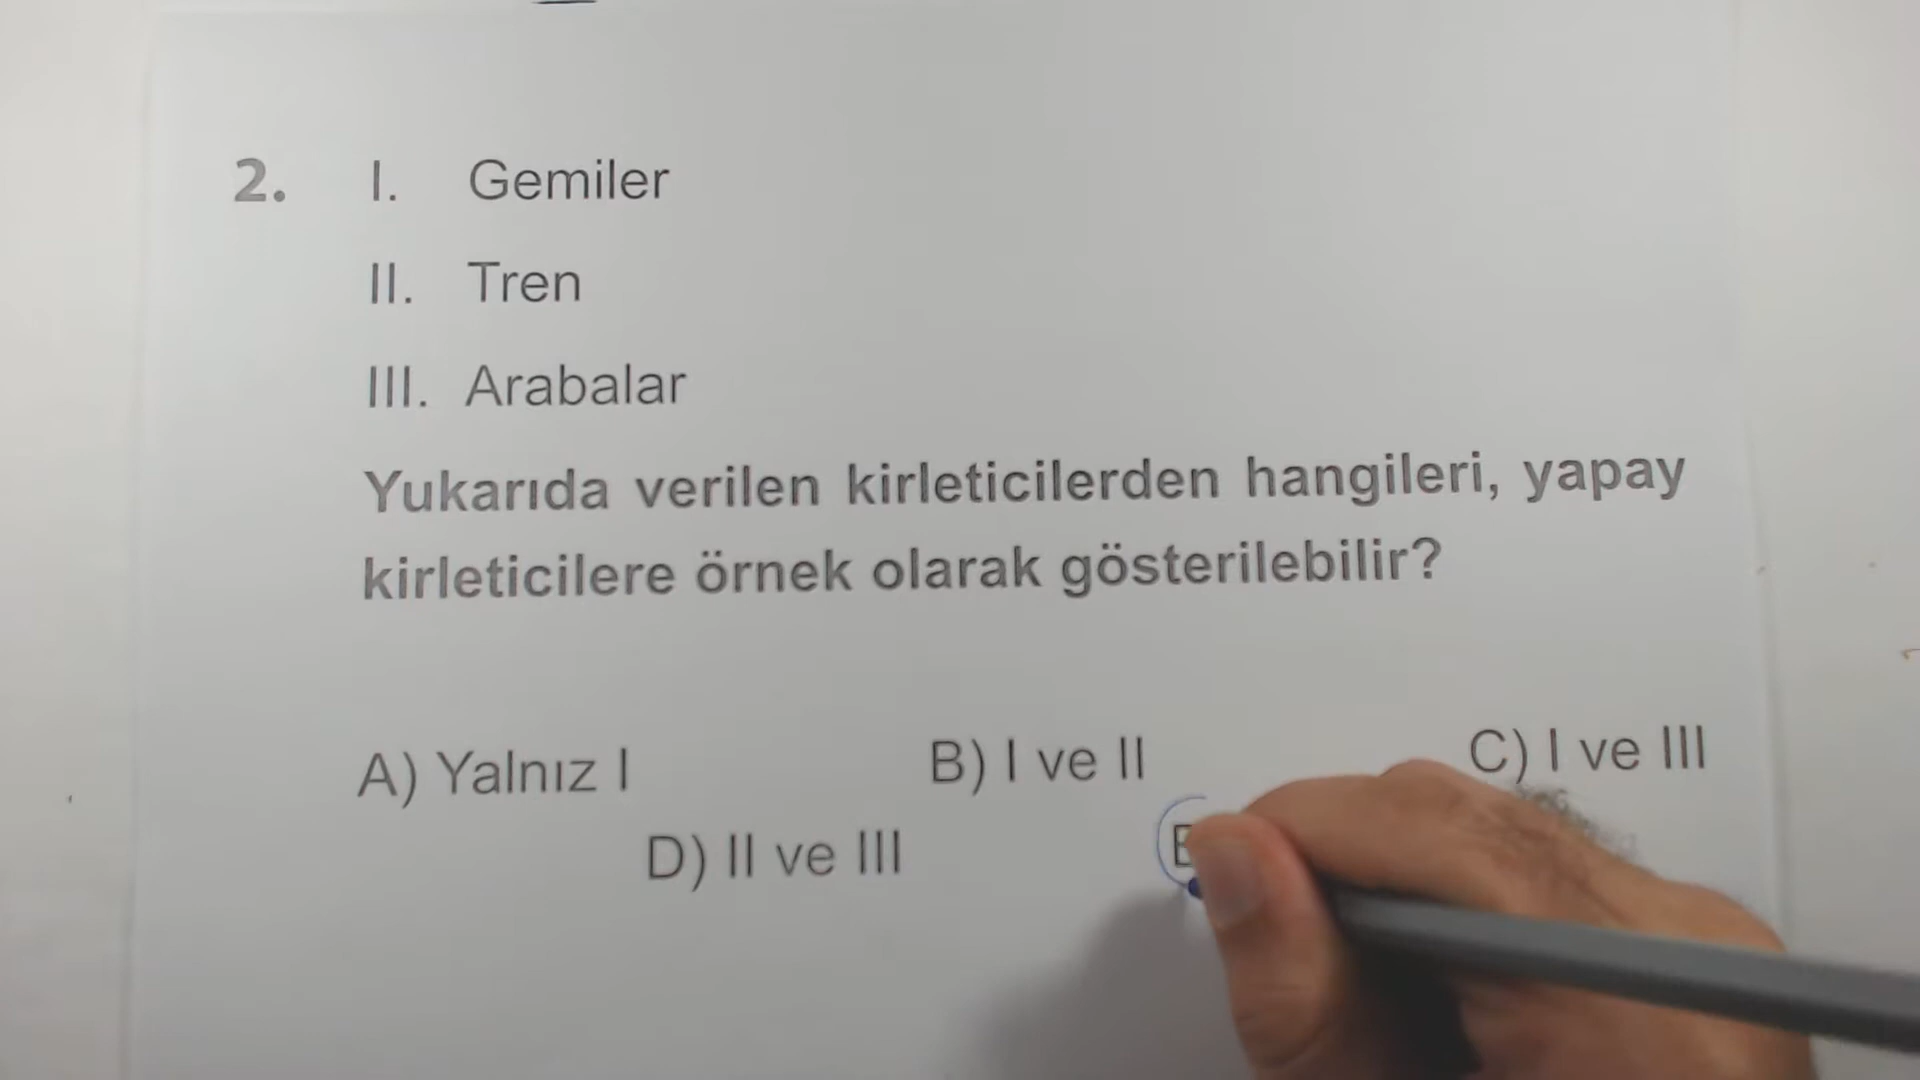 2. I. Gemiler
II. Tren
III. Arabalar
Yukarıda verilen kirleticilerden hangileri, yapay
kirleticilere örnek olarak gösterilebilir?
A) Yalnız I B) I ve II C) I ve III
D) II ve III E